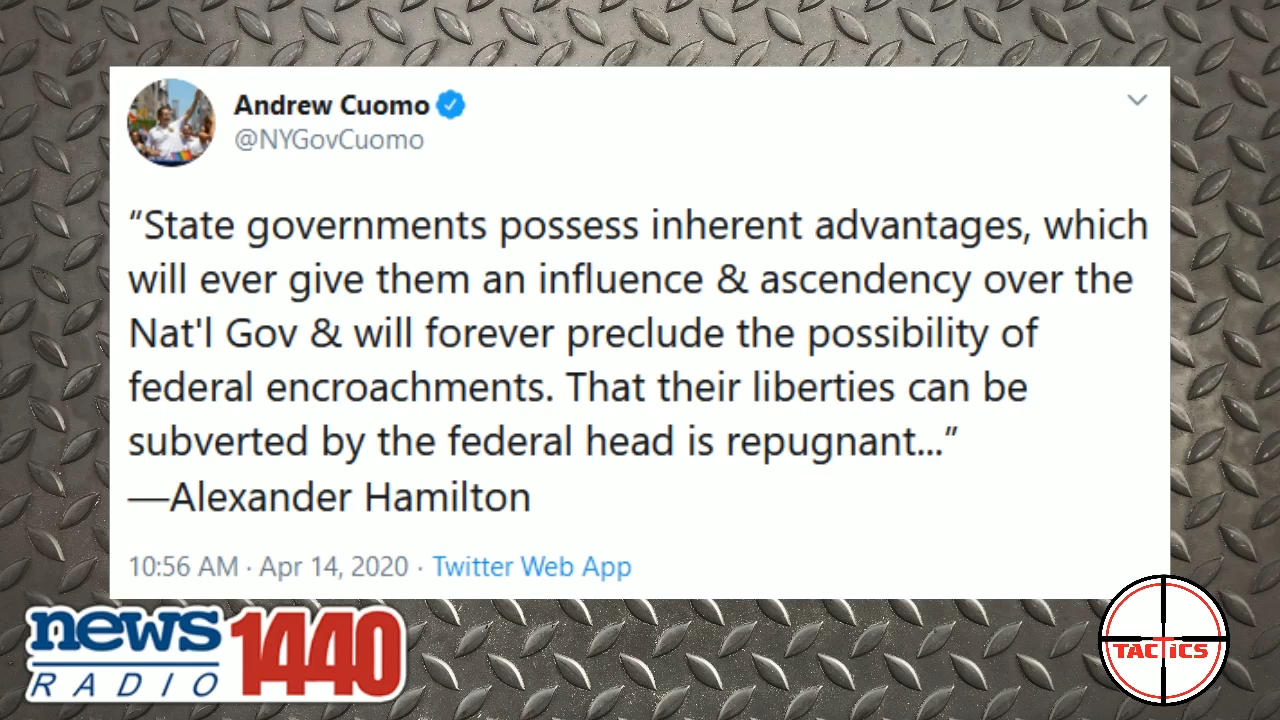 Andrew Cuomo
@NYGovCuomo
“State governments possess inherent advantages, which
will ever give them an influence & ascendency over the
Nat'l Gov & will forever preclude the possibility of
federal encroachments. That their liberties can be
subverted by the federal head is repugnant...”
—Alexander Hamilton
10:56 AM · Apr 14, 2020 · Twitter Web App
news 1440
RADIO
TACTICS